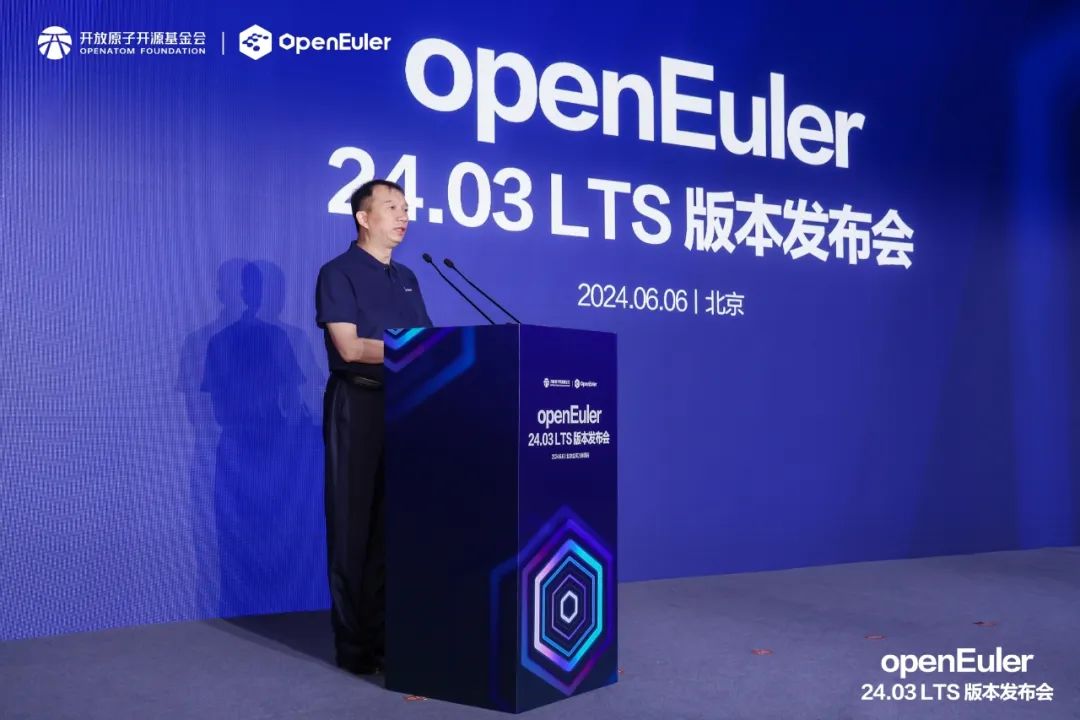 开放原子开源基金会
OPENATOM FOUNDATION
OpenEuler
openEuler
24.03 LTS 版本发布会
2024.06.06 | 北京
OpenEuler
openEuler
24.03 LTS 版本发布会
openEuler
24.03 LTS 版本发布会